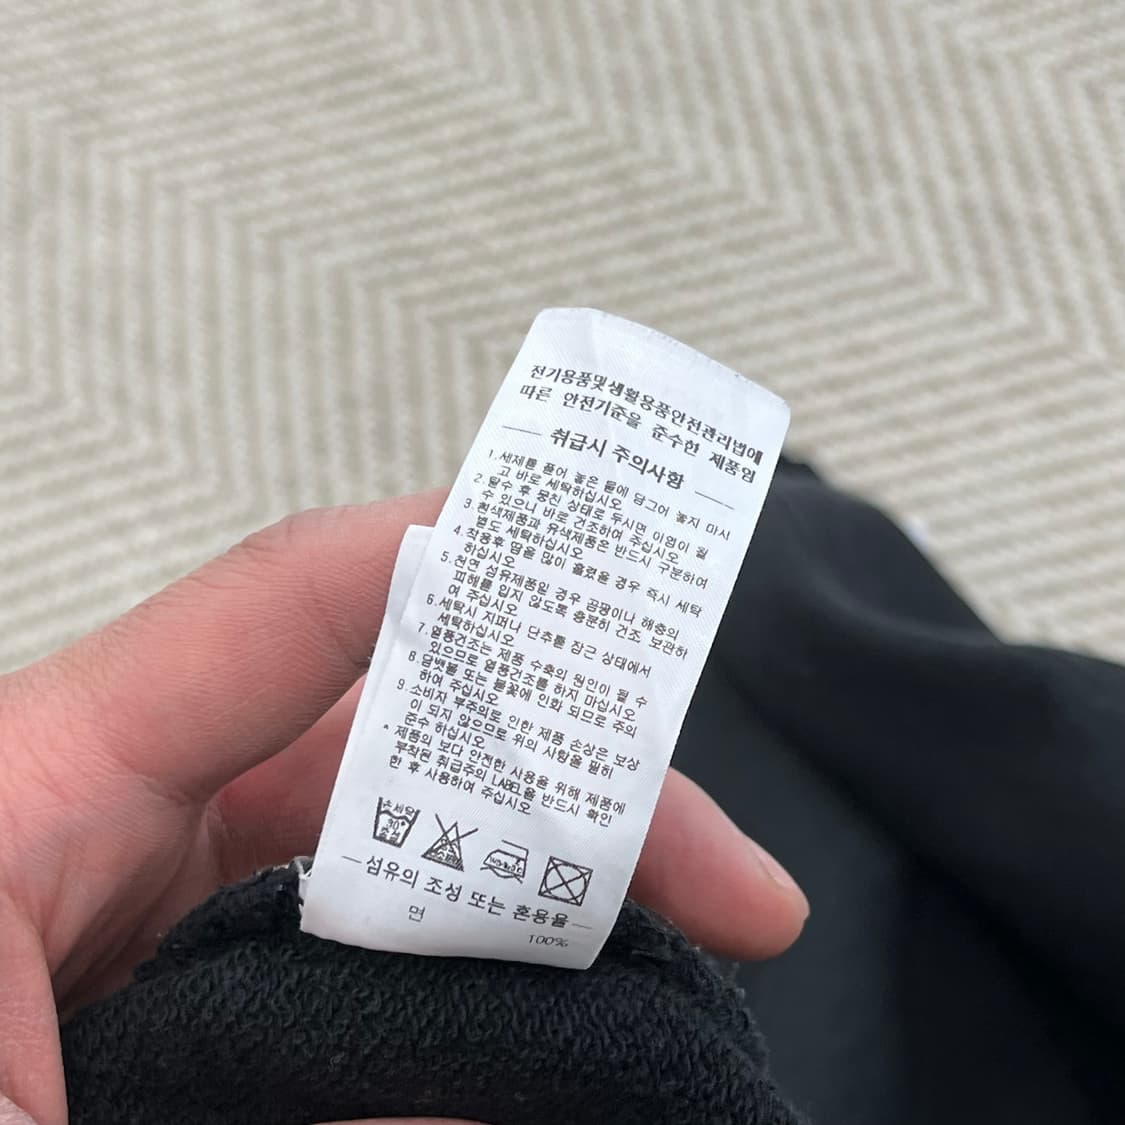 전기용품및생활용품안전관리법에
따른 안전기준을 준수한 제품임
취급시 주의사항
1.세제를 풀어 놓은 물에 담그어 놓지 마시
고 바로 세탁하십시오
2.탈수 후 뭉친 상태로 두시면 이염이 될
수 있으니 바로 건조하여 주십시오
3.흰색제품과 유색제품은 반드시 구분하여
별도 세탁하십시오
4.착용후 땀을 많이 흘렸을 경우 즉시 세탁
하십시오
5.천연 섬유제품일 경우 곰팡이나 해충의
피해를 입지 않도록 충분히 건조 보관하
여 주십시오
6.세탁시 지퍼나 단추를 잠근 상태에서
세탁하십시오
7.열풍건조는 제품 수축의 원인이 될 수
있으므로 열풍건조를 하지 마십시오
8.담뱃불 또는 불꽃에 인화 되므로 주의
하여 주십시오
9.소비자 부주의로 인한 제품 손상은 보상
이 되지 않으므로 위의 사항을 필히
준수 하십시오
* 제품의 보다 안전한 사용을 위해 제품에
부착된 취급주의 LABEL을 반드시 확인
한 후 사용하여 주십시오
손세탁
30°
중성
섬유의 조성 또는 혼용율
면 100%